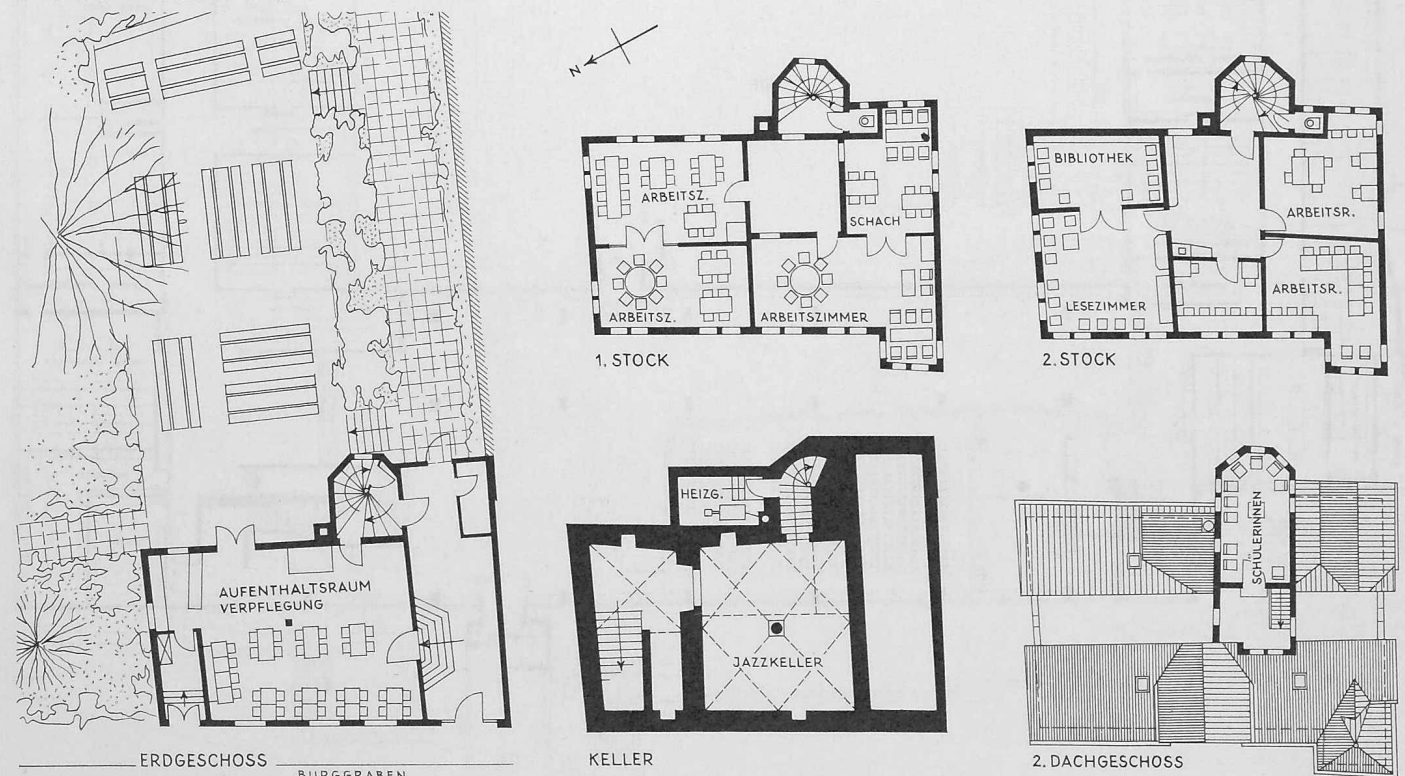 N
AUFENTHALTSRAUM
VERPFLEGUNG
ERDGESCHOSS
BURGGRABEN
ARBEITSZ.
SCHACH
ARBEITSZ.
ARBEITSZIMMER
1. STOCK
BIBLIOTHEK
ARBEITSR.
LESEZIMMER
ARBEITSR.
2. STOCK
HEIZG.
JAZZKELLER
KELLER
SCHÜLERINNEN
2. DACHGESCHOSS